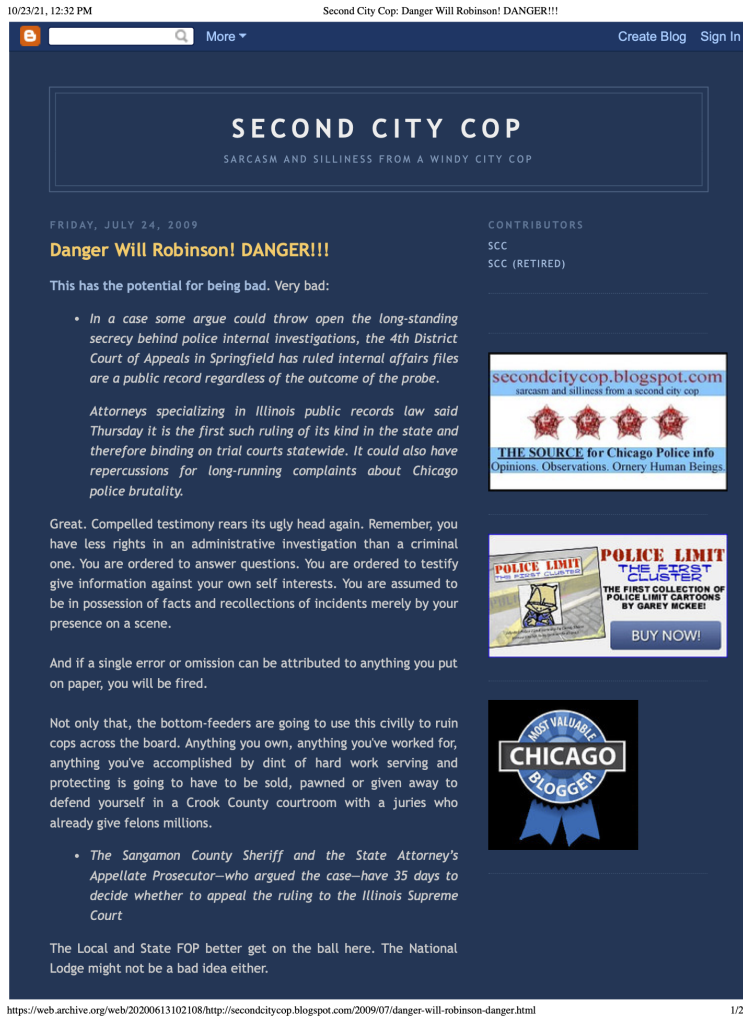 10/23/21, 12:32 PM
Second City Cop: Danger Will Robinson! DANGER!!!
More
Create Blog
Sign In
SECOND CITY COP
SARCASM AND SILLINESS FROM A WINDY CITY COP
FRIDAY, JULY 24, 2009
Danger Will Robinson! DANGER!!!
This has the potential for being bad. Very bad:
• In a case some argue could throw open the long-standing
secrecy behind police internal investigations, the 4th District
Court of Appeals in Springfield has ruled internal affairs files
are a public record regardless of the outcome of the probe.
Attorneys specializing in Illinois public records law said
Thursday it is the first such ruling of its kind in the state and
therefore binding on trial courts statewide. It could also have
repercussions for long-running complaints about Chicago
police brutality.
Great. Compelled testimony rears its ugly head again. Remember, you
have less rights in an administrative investigation than a criminal
one. You are ordered to answer questions. You are ordered to testify
give information against your own self interests. You are assumed to
be in possession of facts and recollections of incidents merely by your
presence on a scene.
And if a single error or omission can be attributed to anything you put
on paper, you will be fired.
Not only that, the bottom-feeders are going to use this civilly to ruin
cops across the board. Anything you own, anything you've worked for,
anything you've accomplished by dint of hard work serving and
protecting is going to have to be sold, pawned or given away to
defend yourself in a Crook County courtroom with a juries who
already give felons millions.
• The Sangamon County Sheriff and the State Attorney's
Appellate Prosecutor—who argued the case—have 35 days to
decide whether to appeal the ruling to the Illinois Supreme
Court
The Local and State FOP better get on the ball here. The National
Lodge might not be a bad idea either.
CONTRIBUTORS
SCC
SCC (RETIRED)
secondcitycop.blogspot.com
sarcasm and silliness from a second city cop
THE SOURCE for Chicago Police info
Opinions. Observations. Ornery Human Beings.
POLICE LIMIT
THE FIRST CLUSTER
POLICE LIMIT
THE FIRST
CLUSTER
THE FIRST COLLECTION OF
POLICE LIMIT CARTOONS
BY GAREY MCKEE!
BUY NOW!
MOST VALUABLE
CHICAGO
BLOGGER
https://web.archive.org/web/20200613102108/http://secondcitycop.blogspot.com/2009/07/danger-will-robinson-danger.html
1/2